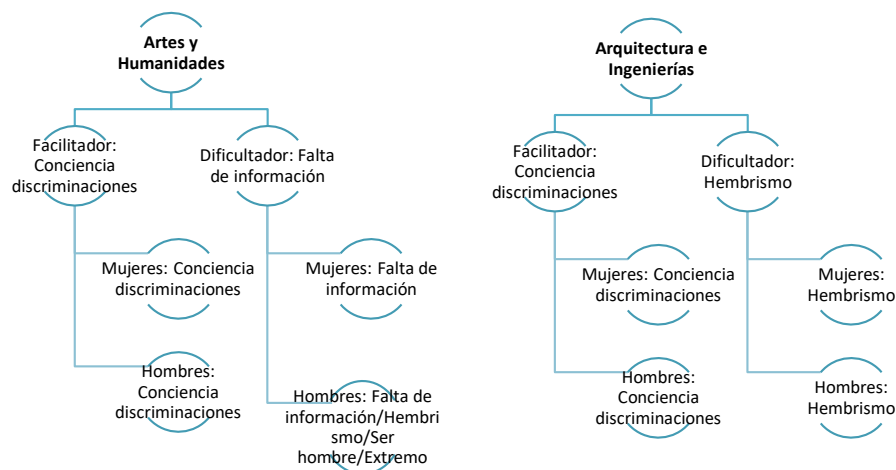 Artes y
Humanidades
Facilitador:
Conciencia
discriminaciones
Dificultador: Falta
de información
Mujeres: Conciencia
discriminaciones
Mujeres: Falta de
información
Hombres:
Conciencia
discriminaciones
Hombres: Falta de
información/Hembri
smo/Ser
hombre/Extremo
Arquitectura e
Ingenierías
Facilitador:
Conciencia
discriminaciones
Dificultador:
Hembrismo
Mujeres: Conciencia
discriminaciones
Mujeres:
Hembrismo
Hombres:
Conciencia
discriminaciones
Hombres:
Hembrismo